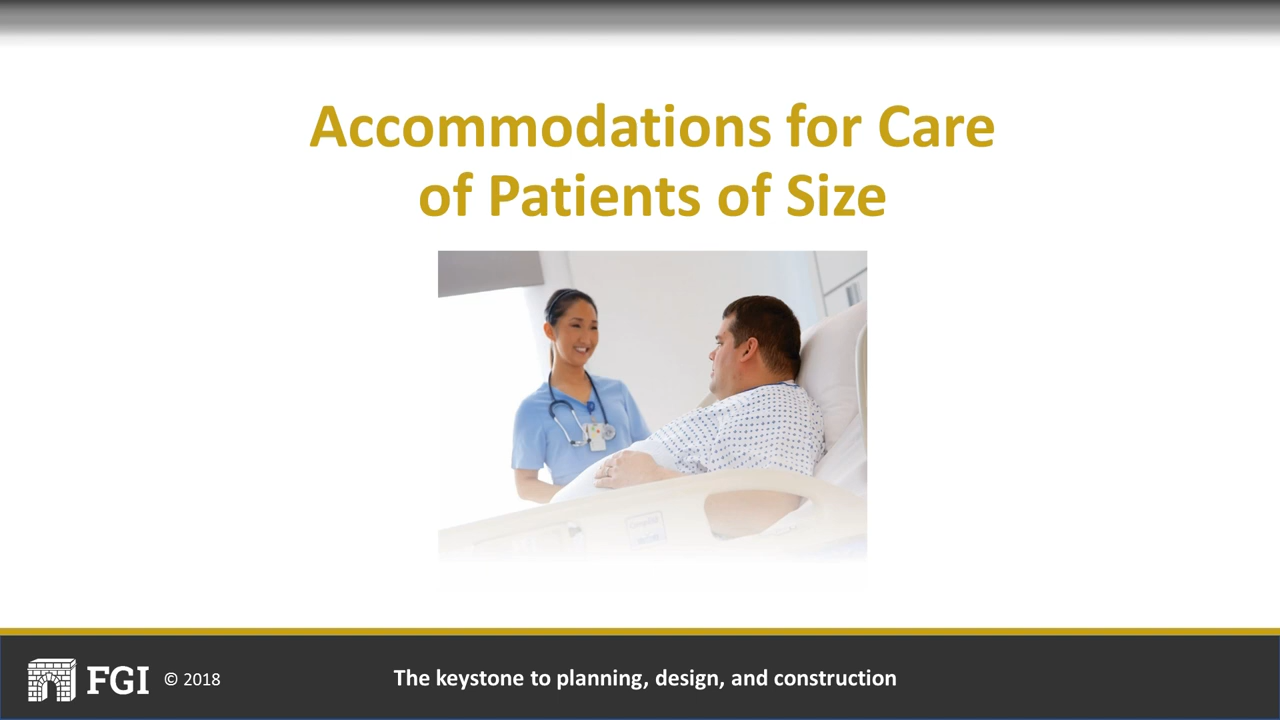 Accommodations for Care
of Patients of Size
FGI © 2018
The keystone to planning, design, and construction